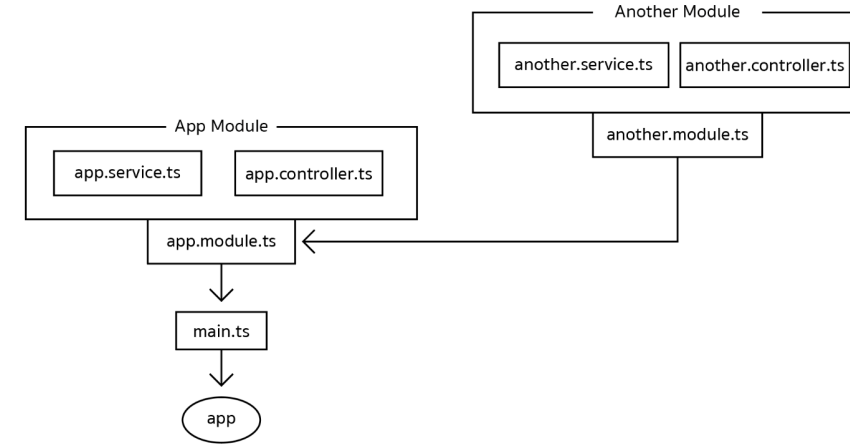 Another Module
another.service.ts
another.controller.ts
another.module.ts
App Module
app.service.ts
app.controller.ts
app.module.ts
main.ts
app